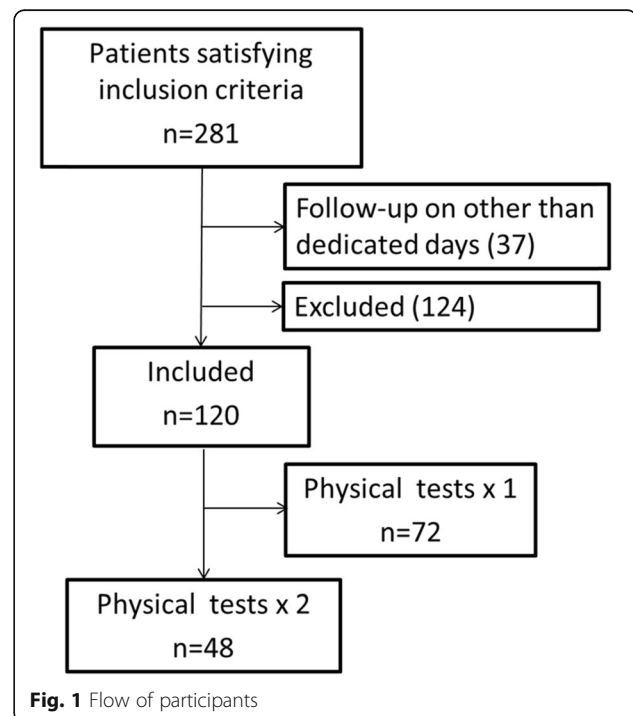 Patients satisfying
inclusion criteria
n=281
Follow-up on other than
dedicated days (37)
Excluded (124)
Included
n=120
Physical tests x 1
n=72
Physical tests x 2
n=48
Fig. 1 Flow of participants